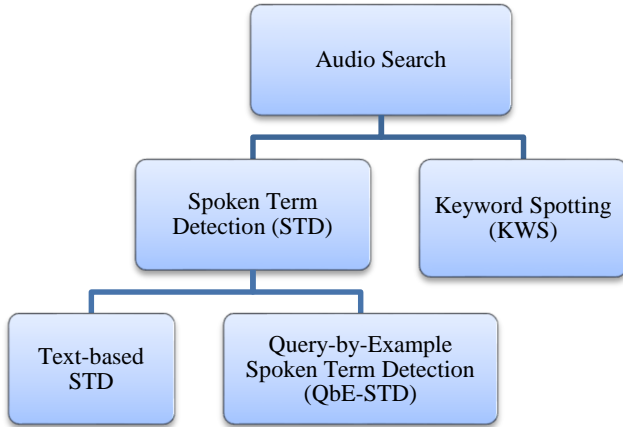 Audio Search
Spoken Term
Detection (STD)
Keyword Spotting
(KWS)
Text-based
STD
Query-by-Example
Spoken Term Detection
(QbE-STD)